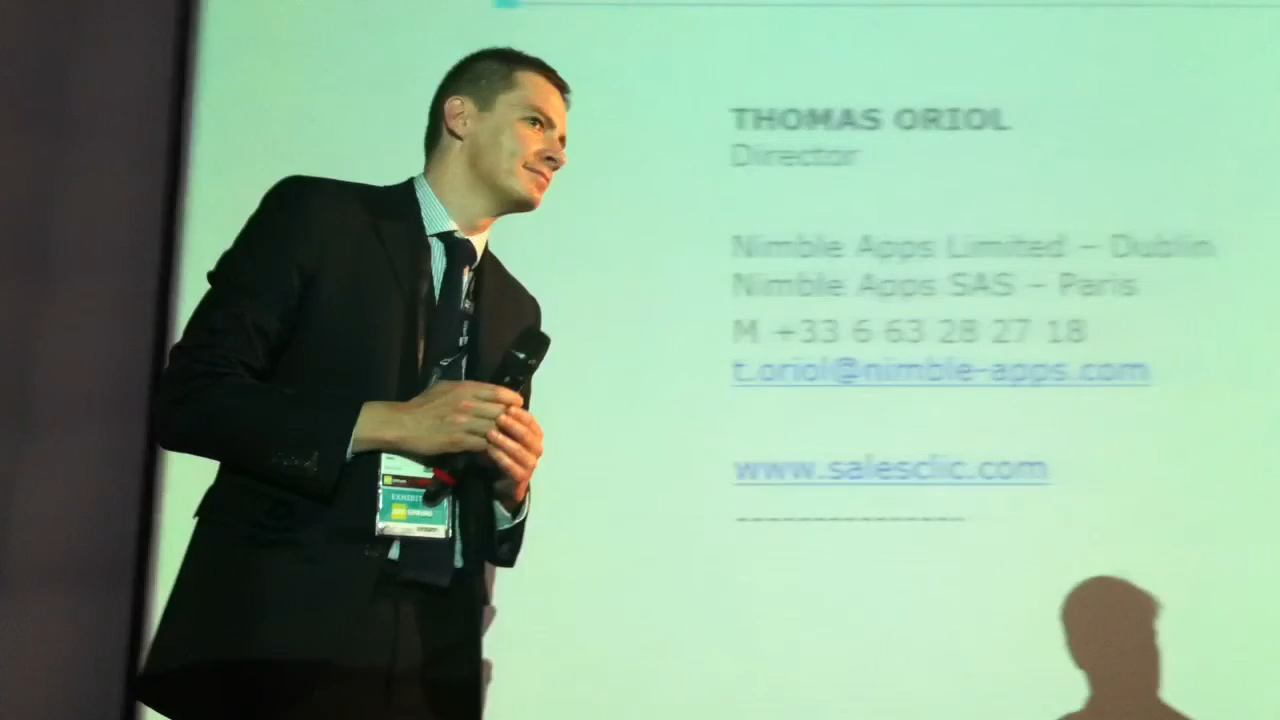 THOMAS ORIOL
Director
Nimble Apps Limited – Dublin
Nimble Apps SAS – Paris
M +33 6 63 28 27 18
t.oriol@nimble-apps.com
www.salesclic.com
-----------------
EXHIBIT